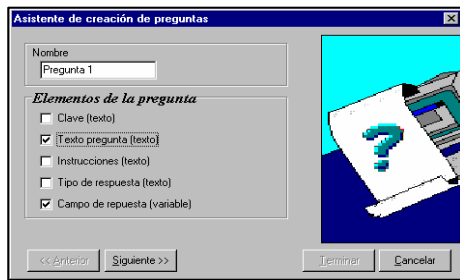 Asistente de creación de preguntas
Nombre
Pregunta 1
Elementos de la pregunta
Clave (texto)
Texto pregunta (texto)
Instrucciones (texto)
Tipo de respuesta (texto)
Campo de repuesta (variable)
<< Anterior
Siguiente >>
Terminar
Cancelar